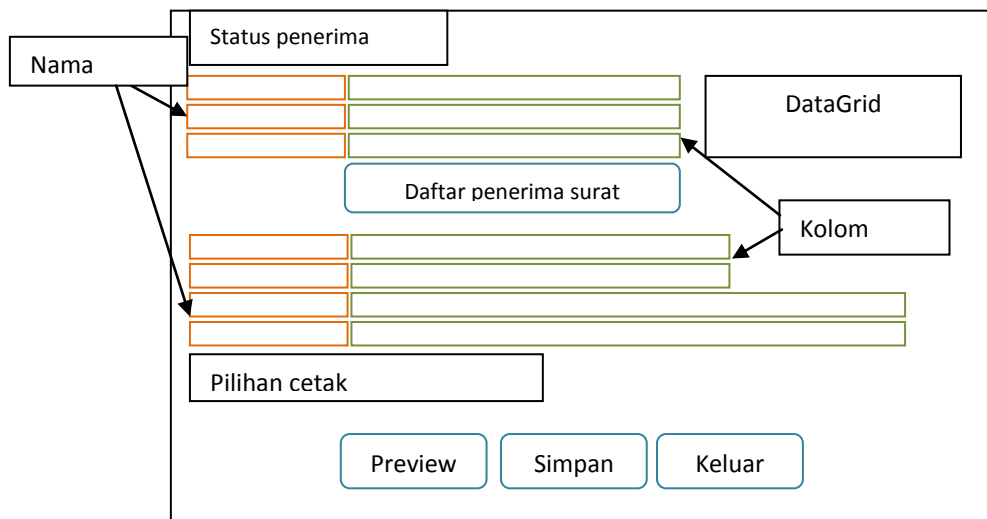 Status penerima
Nama
DataGrid
Daftar penerima surat
Kolom
Pilihan cetak
Preview
Simpan
Keluar